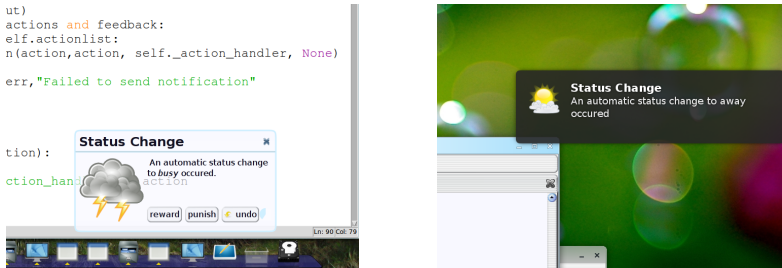 ut)
actions and feedback:
elf.actionlist:
n(action,action, self._action_handler, None)
err,"Failed to send notification"
Status Change
tion):
An automatic status change
to busy occured.
ction_han
action
reward punish undo
Ln: 90 Col: 79
Status Change
An automatic status change to away
occured